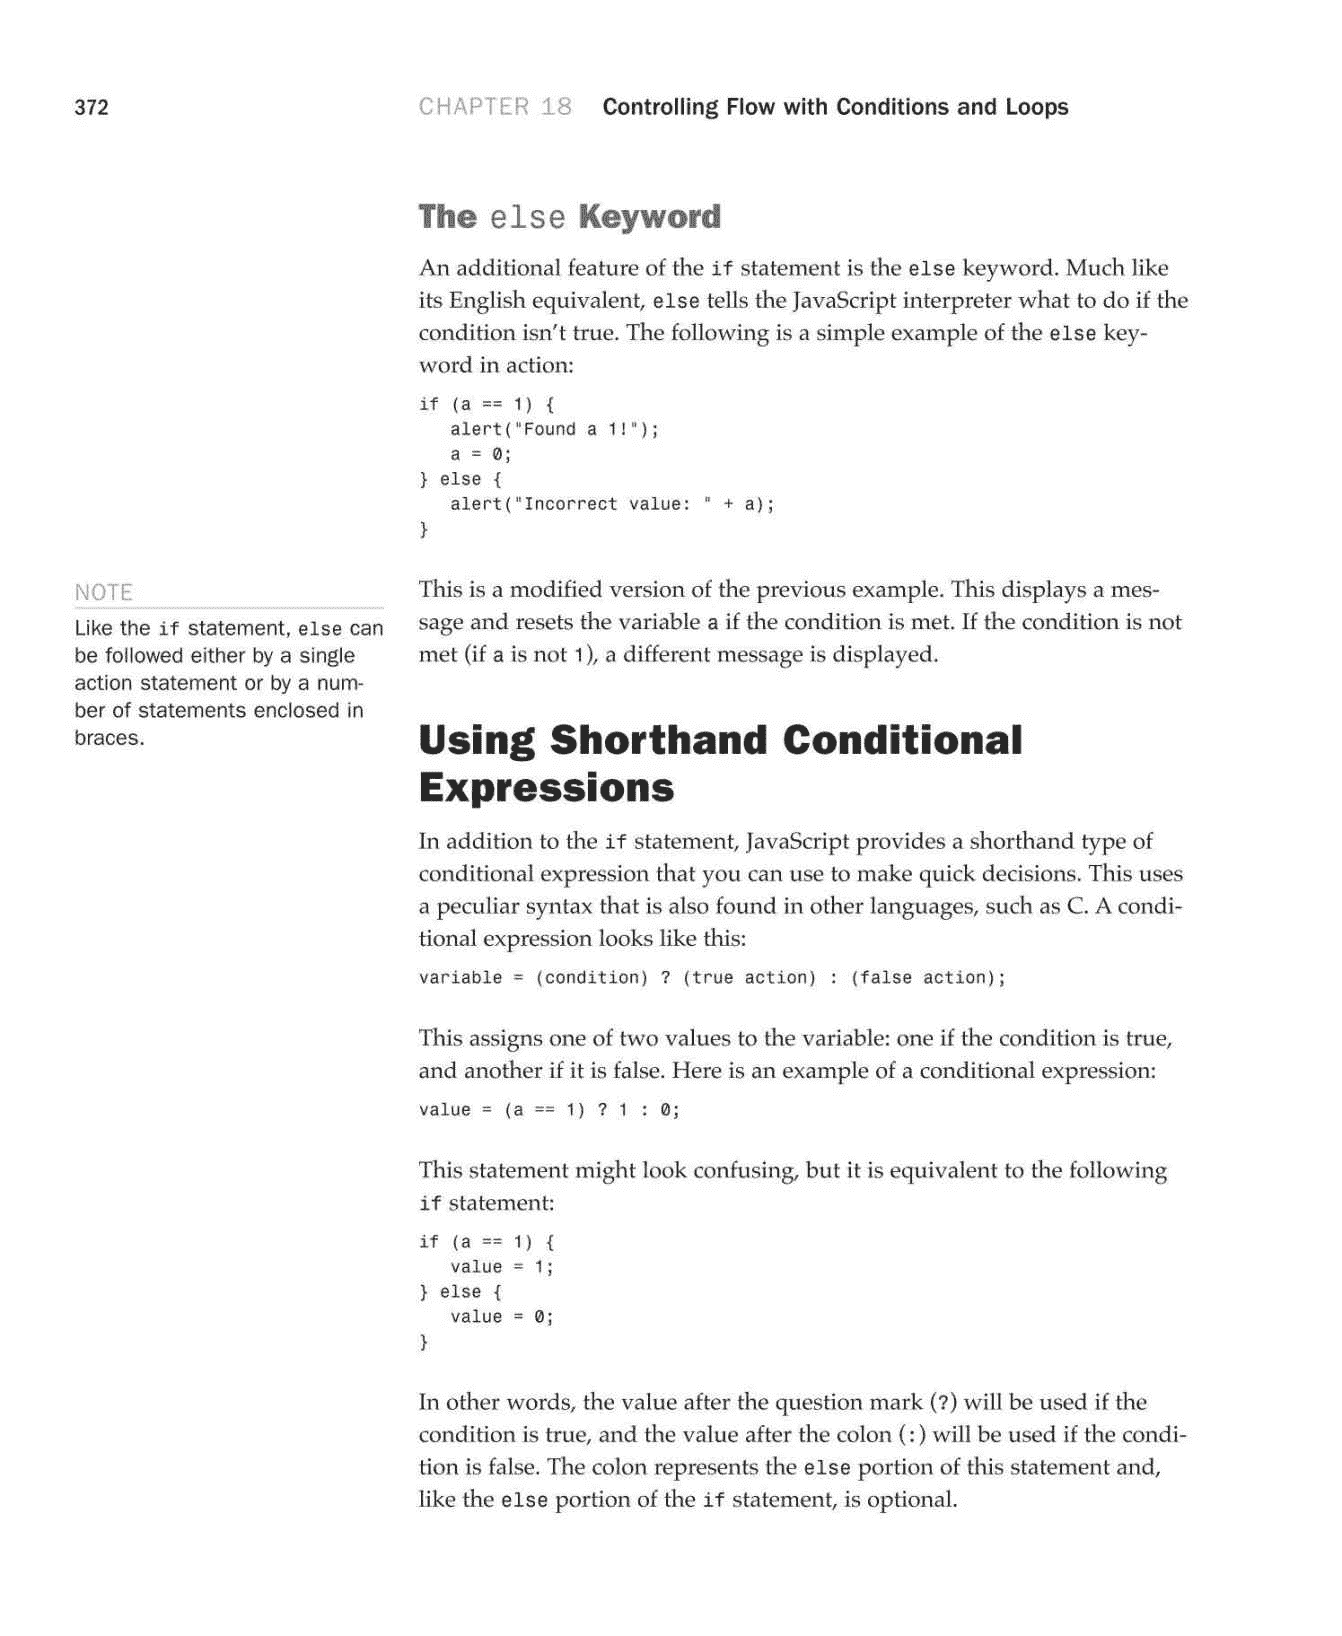 372
CHAPTER 18 Controlling Flow with Conditions and Loops
The else Keyword
An additional feature of the if statement is the else keyword. Much like
its English equivalent, else tells the JavaScript interpreter what to do if the
condition isn't true. The following is a simple example of the else key-
word in action:
if (a == 1) {
   alert("Found a 1!");
   a = 0;
} else {
   alert("Incorrect value: " + a);
}
NOTE
Like the if statement, else can
be followed either by a single
action statement or by a num-
ber of statements enclosed in
braces.
This is a modified version of the previous example. This displays a mes-
sage and resets the variable a if the condition is met. If the condition is not
met (if a is not 1), a different message is displayed.
Using Shorthand Conditional
Expressions
In addition to the if statement, JavaScript provides a shorthand type of
conditional expression that you can use to make quick decisions. This uses
a peculiar syntax that is also found in other languages, such as C. A condi-
tional expression looks like this:
variable = (condition) ? (true action) : (false action);
This assigns one of two values to the variable: one if the condition is true,
and another if it is false. Here is an example of a conditional expression:
value = (a == 1) ? 1 : 0;
This statement might look confusing, but it is equivalent to the following
if statement:
if (a == 1) {
   value = 1;
} else {
   value = 0;
}
In other words, the value after the question mark (?) will be used if the
condition is true, and the value after the colon (:) will be used if the condi-
tion is false. The colon represents the else portion of this statement and,
like the else portion of the if statement, is optional.